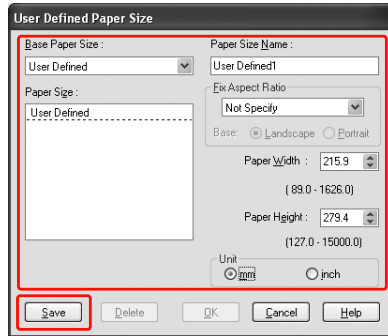 User Defined Paper Size
Base Paper Size :
User Defined
Paper Size :
User Defined
Paper Size Name :
User Defined1
Fix Aspect Ratio
Not Specify
Base: Landscape Portrait
Paper Width : 215.9
( 89.0 - 1626.0)
Paper Height : 279.4
(127.0 - 15000.0)
Unit
mm inch
Save Delete OK Cancel Help